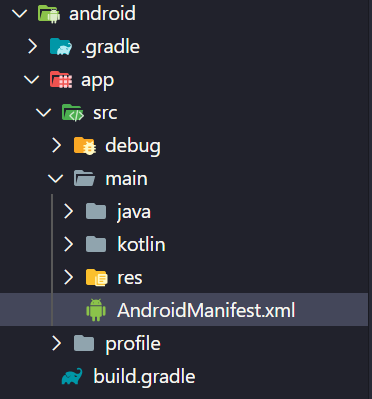 android
.gradle
app
src
debug
main
java
kotlin
res
AndroidManifest.xml
profile
build.gradle